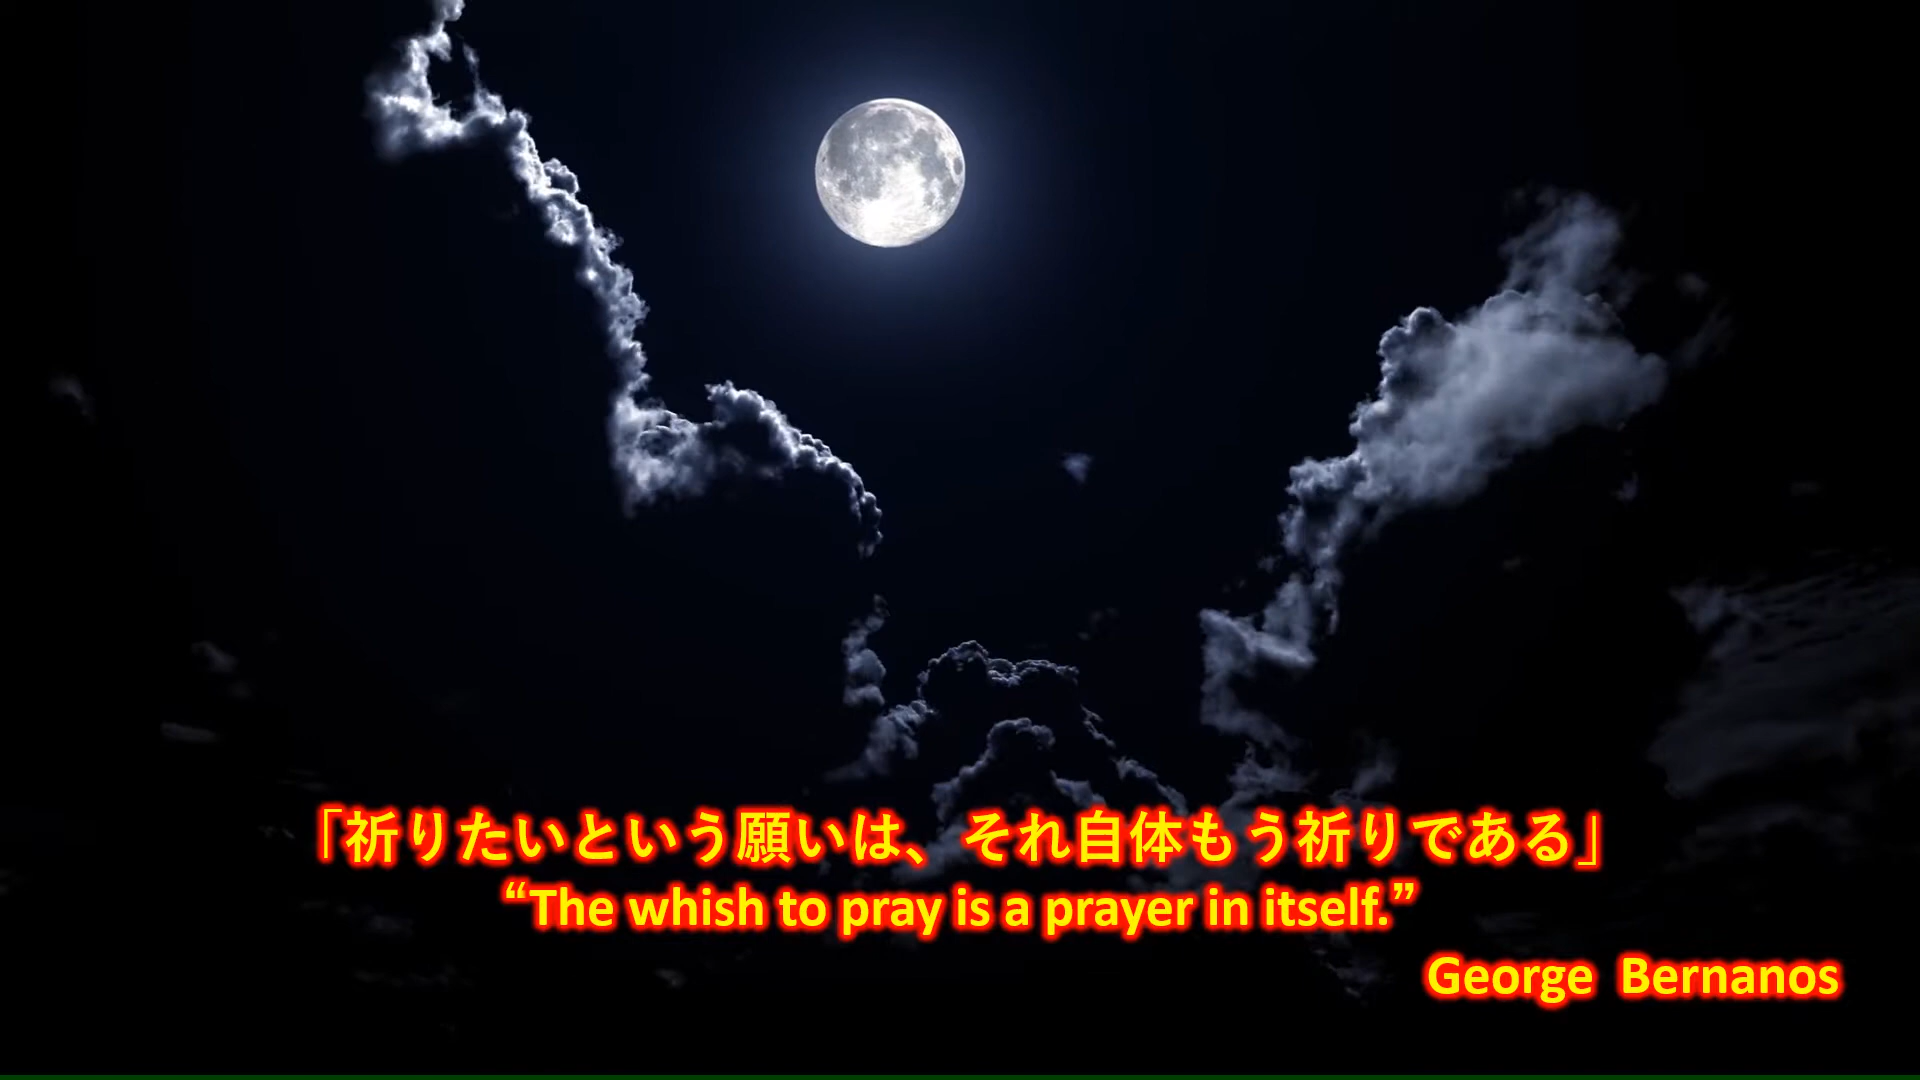 「祈りたいという願いは、それ自体もう祈りである」
“The whish to pray is a prayer in itself.”
George Bernanos